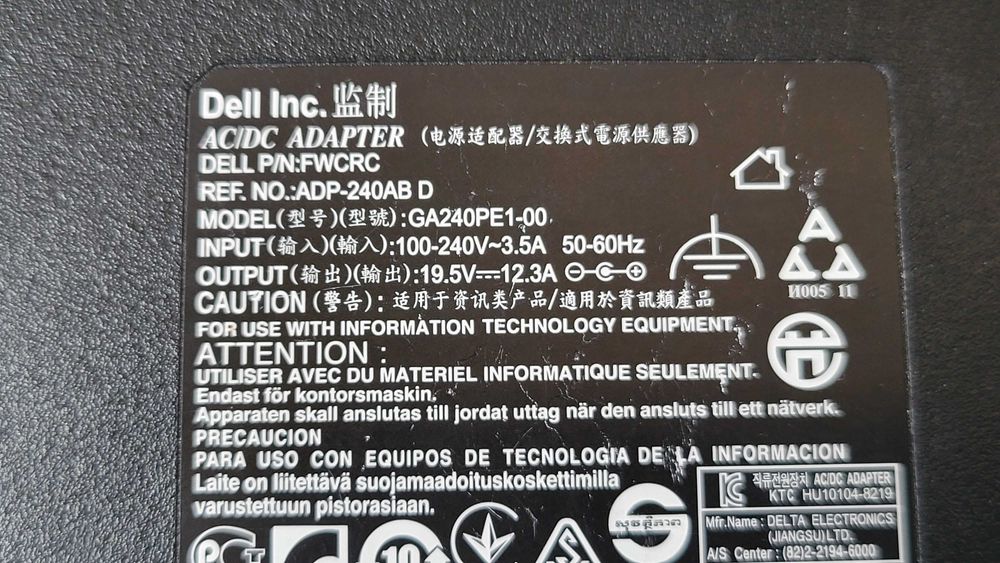 Dell Inc. 监制
AC/DC ADAPTER (电源适配器/交換式電源供應器)
DELL P/N:FWCRC
REF. NO.:ADP-240AB D
MODEL(型号)(型號):GA240PE1-00
INPUT(输入)(輸入):100-240V~3.5A 50-60Hz
OUTPUT(输出)(輸出):19.5V⎓12.3A
CAUTION(警告):适用于资讯类产品/適用於資訊類產品
FOR USE WITH INFORMATION TECHNOLOGY EQUIPMENT.
ATTENTION :
UTILISER AVEC DU MATERIEL INFORMATIQUE SEULEMENT.
Endast för kontorsmaskin.
Apparaten skall anslutas till jordat uttag när den ansluts till ett nätverk.
PRECAUCION
PARA USO CON EQUIPOS DE TECNOLOGIA DE LA INFORMACION
Laite on liitettävä suojamaadoituskoskettimilla
varustettuun pistorasiaan.
И005 11
직류전원장치 AC/DC ADAPTER
KTC HU10104-8219
Mfr.Name : DELTA ELECTRONICS
(JIANGSU)LTD.
A/S Center : (82)2-2194-6000
10